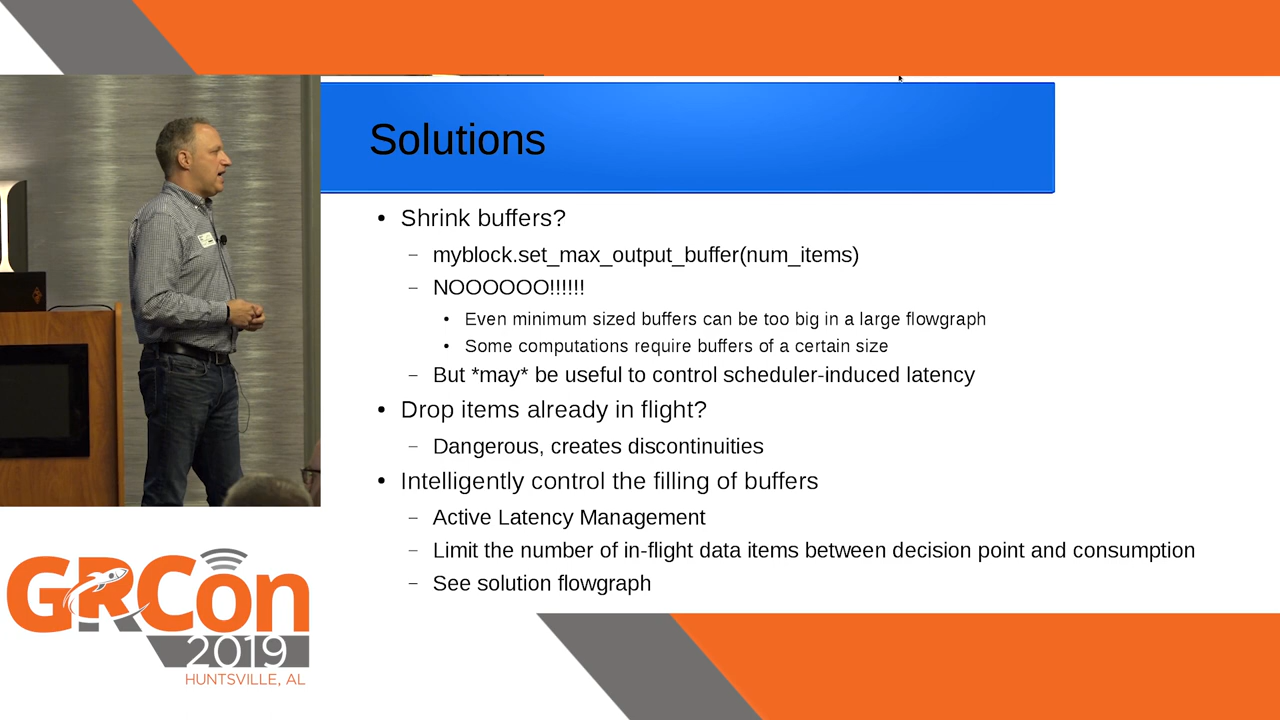 Solutions
• Shrink buffers?
– myblock.set_max_output_buffer(num_items)
– NOOOOOO!!!!!!
• Even minimum sized buffers can be too big in a large flowgraph
• Some computations require buffers of a certain size
– But *may* be useful to control scheduler-induced latency
• Drop items already in flight?
– Dangerous, creates discontinuities
• Intelligently control the filling of buffers
– Active Latency Management
– Limit the number of in-flight data items between decision point and consumption
– See solution flowgraph
GRCon
2019
HUNTSVILLE, AL